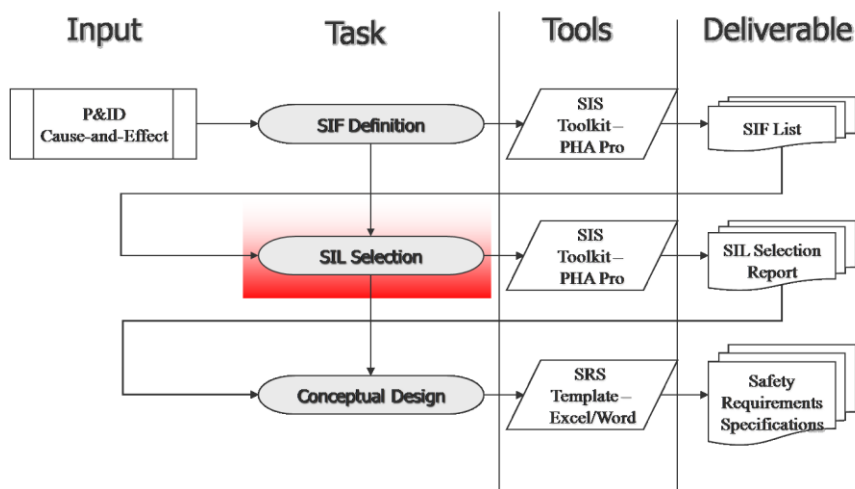 Input
Task
Tools
Deliverable
P&ID
Cause-and-Effect
SIF Definition
SIS
Toolkit–
PHA Pro
SIF List
SIL Selection
SIS
Toolkit–
PHA Pro
SIL Selection
Report
Conceptual Design
SRS
Template–
Excel/Word
Safety
Requirements
Specifications